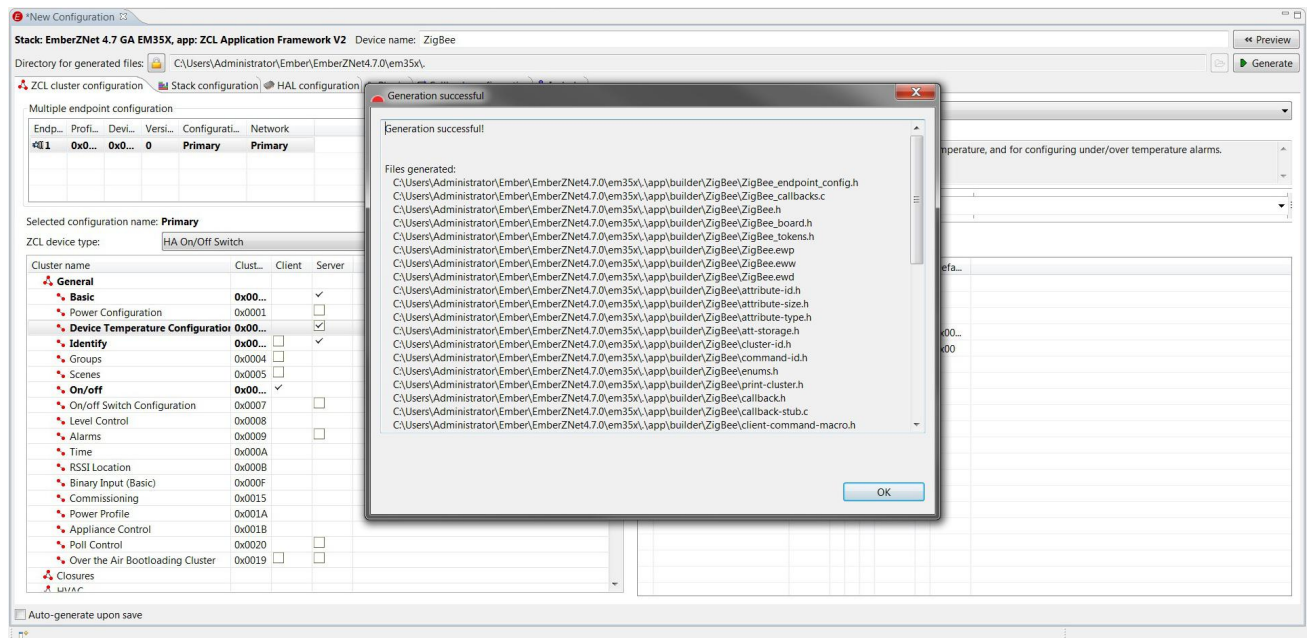 *New Configuration
Stack: EmberZNet 4.7 GA EM35X, app: ZCL Application Framework V2 Device name: ZigBee
Preview
Directory for generated files: C:\Users\Administrator\Ember\EmberZNet4.7.0\em35x\.
Generate
ZCL cluster configuration Stack configuration HAL configuration
Multiple endpoint configuration
Endp... Profi... Devi... Versi... Configurati... Network
1 0x0... 0x0... 0 Primary Primary
Selected configuration name: Primary
ZCL device type: HA On/Off Switch
Cluster name Clust... Client Server
General
Basic 0x00...
Power Configuration 0x0001
Device Temperature Configuration 0x00...
Identify 0x00...
Groups 0x0004
Scenes 0x0005
On/off 0x00...
On/off Switch Configuration 0x0007
Level Control 0x0008
Alarms 0x0009
Time 0x000A
RSSI Location 0x000B
Binary Input (Basic) 0x000F
Commissioning 0x0015
Power Profile 0x001A
Appliance Control 0x001B
Poll Control 0x0020
Over the Air Bootloading Cluster 0x0019
Closures
HVAC
Auto-generate upon save
Generation successful
Generation successful!
Files generated:
C:\Users\Administrator\Ember\EmberZNet4.7.0\em35x\.\app\builder\ZigBee\ZigBee_endpoint_config.h
C:\Users\Administrator\Ember\EmberZNet4.7.0\em35x\.\app\builder\ZigBee\ZigBee_callbacks.c
C:\Users\Administrator\Ember\EmberZNet4.7.0\em35x\.\app\builder\ZigBee\ZigBee.h
C:\Users\Administrator\Ember\EmberZNet4.7.0\em35x\.\app\builder\ZigBee\ZigBee_board.h
C:\Users\Administrator\Ember\EmberZNet4.7.0\em35x\.\app\builder\ZigBee\ZigBee_tokens.h
C:\Users\Administrator\Ember\EmberZNet4.7.0\em35x\.\app\builder\ZigBee\ZigBee.ewp
C:\Users\Administrator\Ember\EmberZNet4.7.0\em35x\.\app\builder\ZigBee\ZigBee.eww
C:\Users\Administrator\Ember\EmberZNet4.7.0\em35x\.\app\builder\ZigBee\ZigBee.ewd
C:\Users\Administrator\Ember\EmberZNet4.7.0\em35x\.\app\builder\ZigBee\attribute-id.h
C:\Users\Administrator\Ember\EmberZNet4.7.0\em35x\.\app\builder\ZigBee\attribute-size.h
C:\Users\Administrator\Ember\EmberZNet4.7.0\em35x\.\app\builder\ZigBee\attribute-type.h
C:\Users\Administrator\Ember\EmberZNet4.7.0\em35x\.\app\builder\ZigBee\att-storage.h
C:\Users\Administrator\Ember\EmberZNet4.7.0\em35x\.\app\builder\ZigBee\cluster-id.h
C:\Users\Administrator\Ember\EmberZNet4.7.0\em35x\.\app\builder\ZigBee\command-id.h
C:\Users\Administrator\Ember\EmberZNet4.7.0\em35x\.\app\builder\ZigBee\enums.h
C:\Users\Administrator\Ember\EmberZNet4.7.0\em35x\.\app\builder\ZigBee\print-cluster.h
C:\Users\Administrator\Ember\EmberZNet4.7.0\em35x\.\app\builder\ZigBee\callback.h
C:\Users\Administrator\Ember\EmberZNet4.7.0\em35x\.\app\builder\ZigBee\callback-stub.c
C:\Users\Administrator\Ember\EmberZNet4.7.0\em35x\.\app\builder\ZigBee\client-command-macro.h
OK
mperature, and for configuring under/over temperature alarms.
efa...
x00...
x00